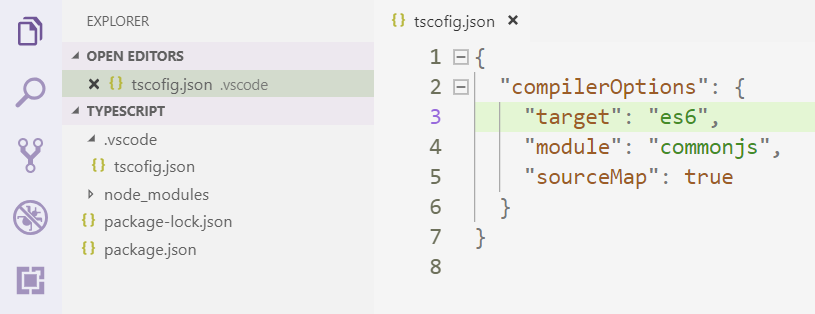 EXPLORER
OPEN EDITORS
{} tscofig.json .vscode
TYPESCRIPT
.vscode
{} tscofig.json
node_modules
{} package-lock.json
{} package.json
{} tscofig.json
1 {
2 "compilerOptions": {
3 "target": "es6",
4 "module": "commonjs",
5 "sourceMap": true
6 }
7 }
8